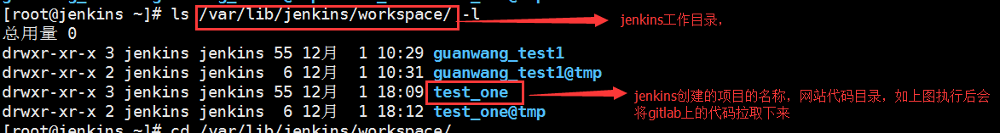 [root@jenkins ~]# ls /var/lib/jenkins/workspace/ -l
jenkins工作目录,
总用量 0
drwxr-xr-x 3 jenkins jenkins 55 12月  1 10:29 guanwang_test1
drwxr-xr-x 2 jenkins jenkins  6 12月  1 10:31 guanwang_test1@tmp
drwxr-xr-x 3 jenkins jenkins 55 12月  1 18:09 test_one
jenkins创建的项目的名称，网站代码目录，如上图执行后会
将gitlab上的代码拉取下来
drwxr-xr-x 2 jenkins jenkins  6 12月  1 18:12 test_one@tmp
[root@jenkins ~]# cd /var/lib/jenkins/workspace/